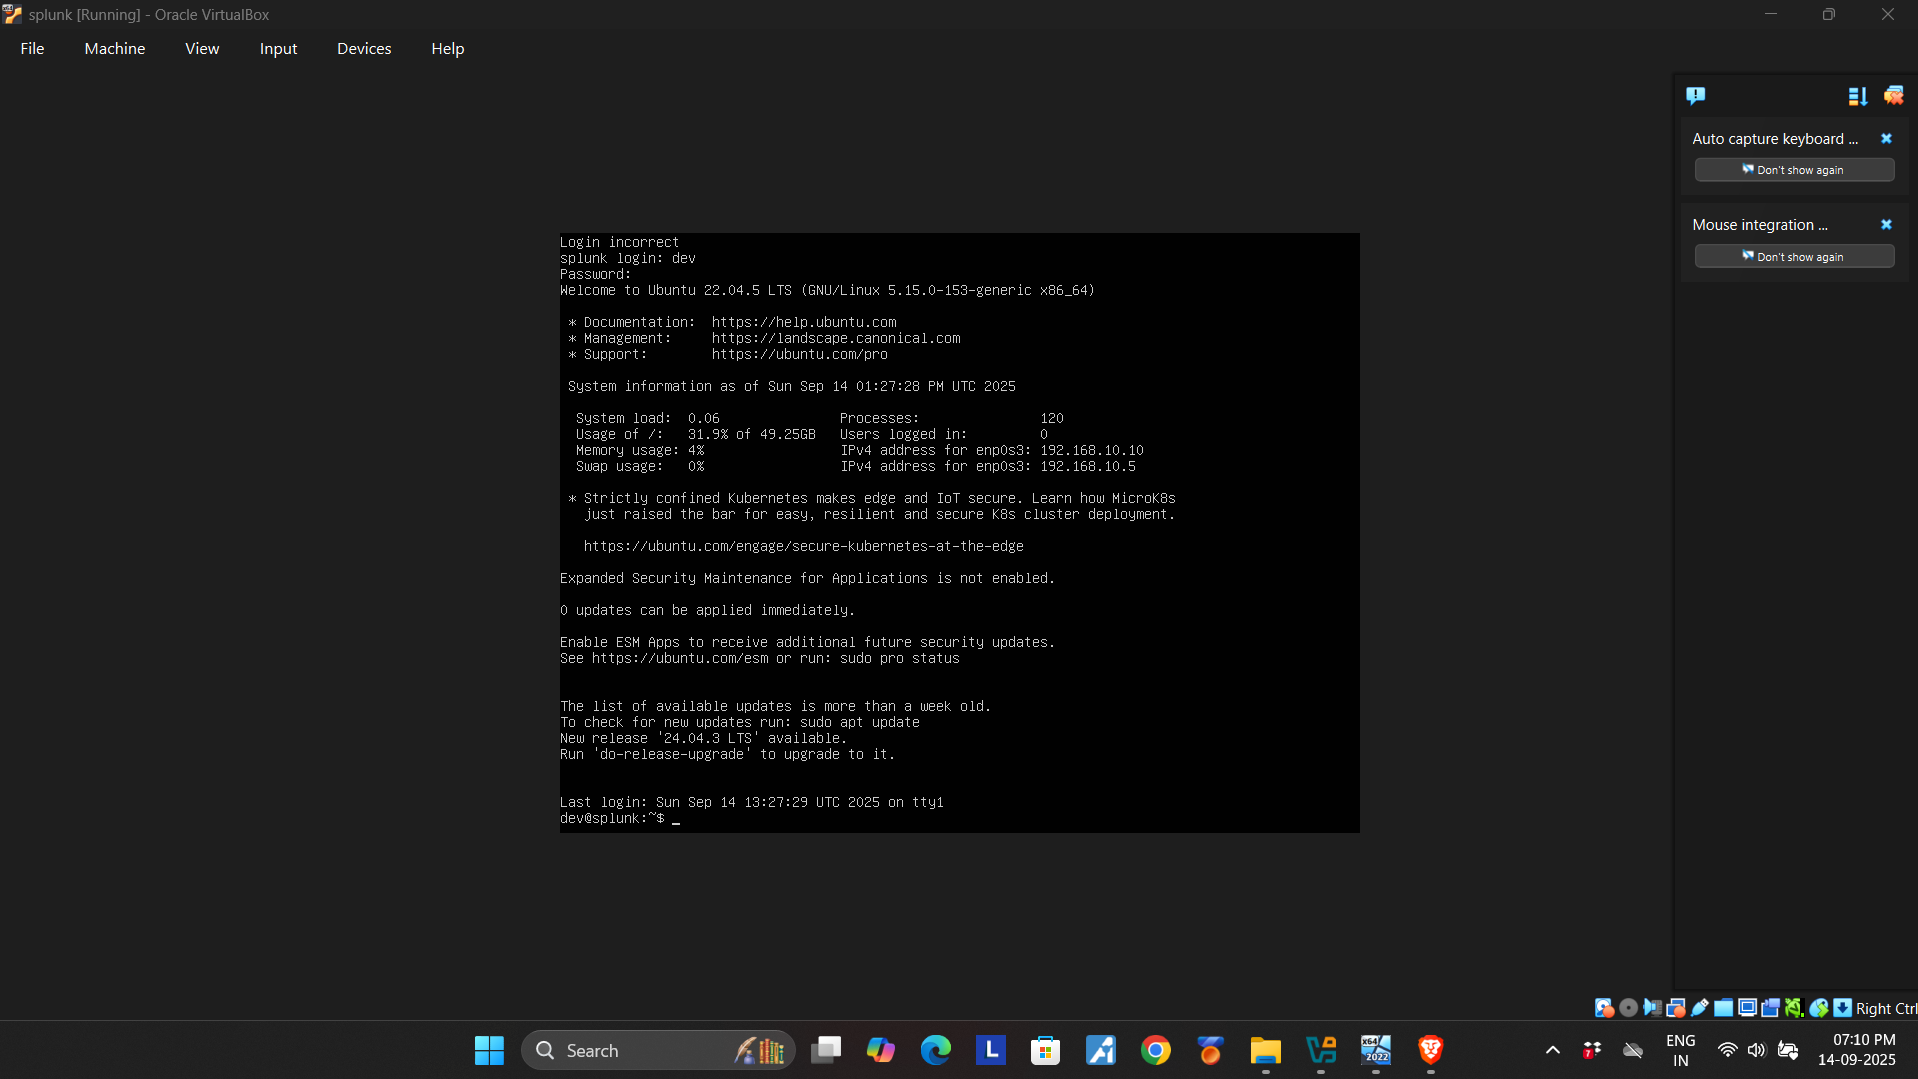 splunk [Running] - Oracle VirtualBox
File Machine View Input Devices Help
Auto capture keyboard ...
Don't show again
Mouse integration ...
Don't show again
Login incorrect
splunk login: dev
Password:
Welcome to Ubuntu 22.04.5 LTS (GNU/Linux 5.15.0-153-generic x86_64)
* Documentation: https://help.ubuntu.com
* Management: https://landscape.canonical.com
* Support: https://ubuntu.com/pro
System information as of Sun Sep 14 01:27:28 PM UTC 2025
System load: 0.06 Processes: 120
Usage of /: 31.9% of 49.25GB Users logged in: 0
Memory usage: 4% IPv4 address for enp0s3: 192.168.10.10
Swap usage: 0% IPv4 address for enp0s3: 192.168.10.5
* Strictly confined Kubernetes makes edge and IoT secure. Learn how MicroK8s
just raised the bar for easy, resilient and secure K8s cluster deployment.
https://ubuntu.com/engage/secure-kubernetes-at-the-edge
Expanded Security Maintenance for Applications is not enabled.
0 updates can be applied immediately.
Enable ESM Apps to receive additional future security updates.
See https://ubuntu.com/esm or run: sudo pro status
The list of available updates is more than a week old.
To check for new updates run: sudo apt update
New release '24.04.3 LTS' available.
Run 'do-release-upgrade' to upgrade to it.
Last login: Sun Sep 14 13:27:29 UTC 2025 on tty1
dev@splunk:~$ _
Right Ctrl
Search
L
x64
2022
7
ENG
IN
07:10 PM
14-09-2025